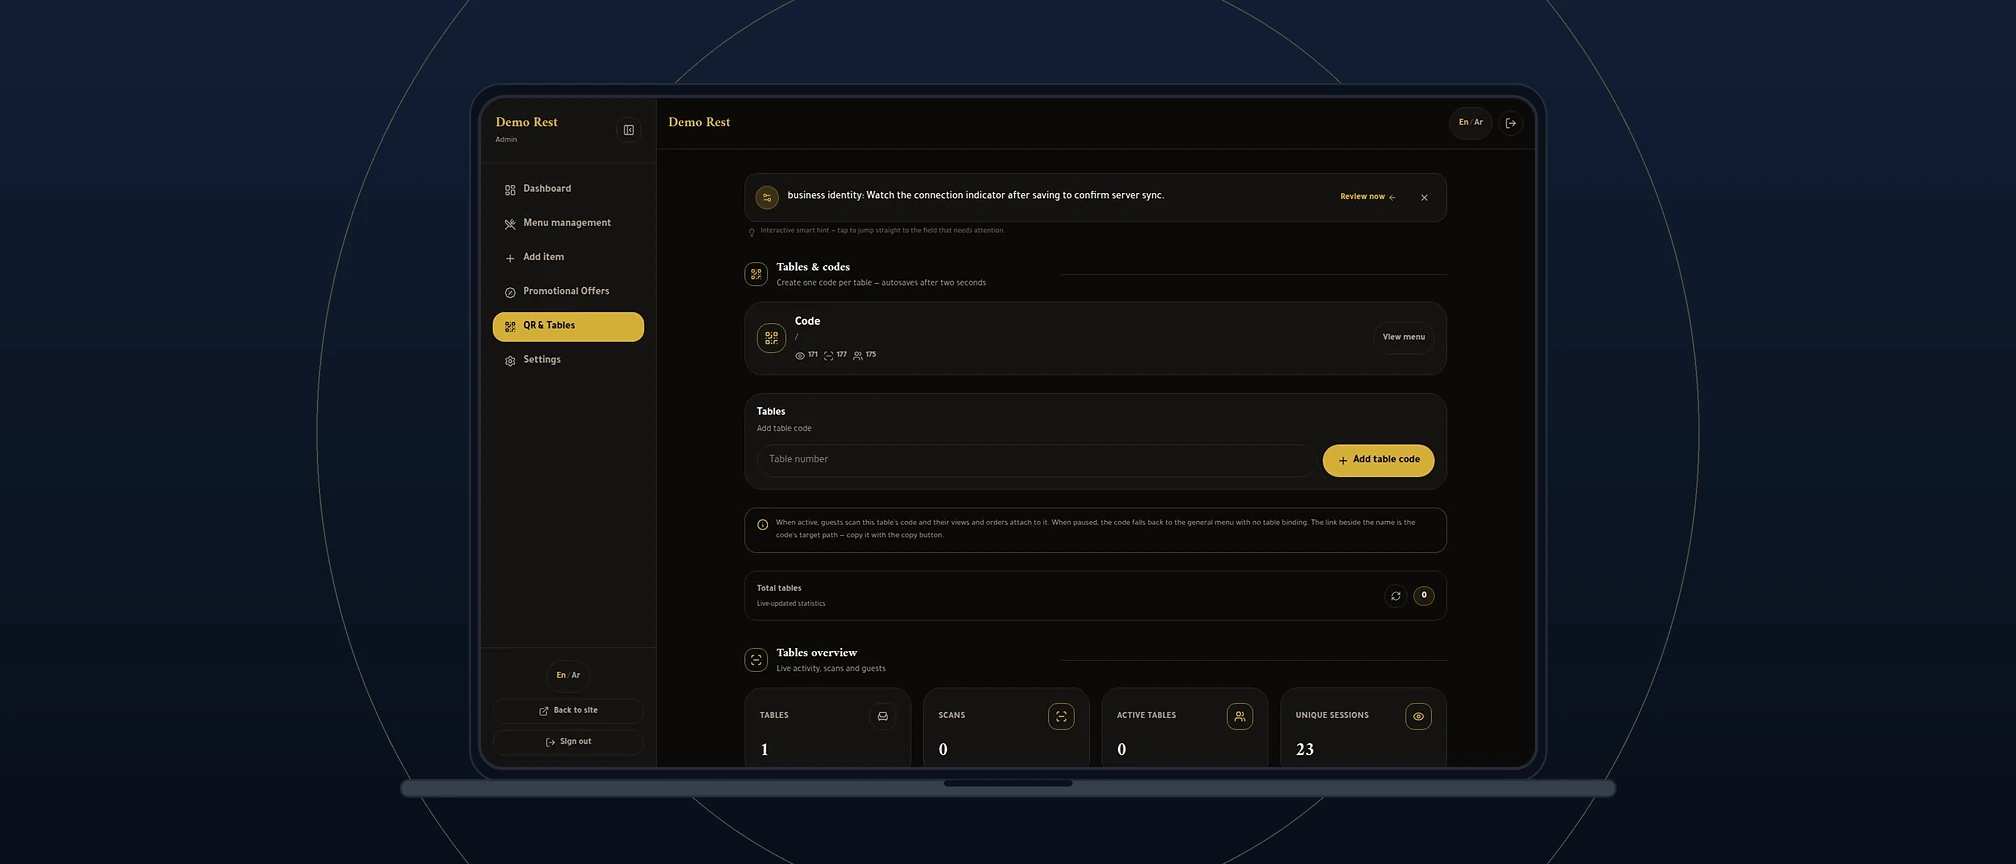 Demo Rest
Admin
Dashboard
Menu management
Add item
Promotional Offers
QR & Tables
Settings
En / Ar
Back to site
Sign out
Demo Rest
En / Ar
business identity: Watch the connection indicator after saving to confirm server sync.
Review now ←
Interactive smart hint – tap to jump straight to the field that needs attention.
Tables & codes
Create one code per table – autosaves after two seconds
Code
/
171 177 175
View menu
Tables
Add table code
Table number
+ Add table code
When active, guests scan this table's code and their views and orders attach to it. When paused, the code falls back to the general menu with no table binding. The link beside the name is the
code's target path – copy it with the copy button.
Total tables
Live-updated statistics
0
Tables overview
Live activity, scans and guests
TABLES
1
SCANS
0
ACTIVE TABLES
0
UNIQUE SESSIONS
23